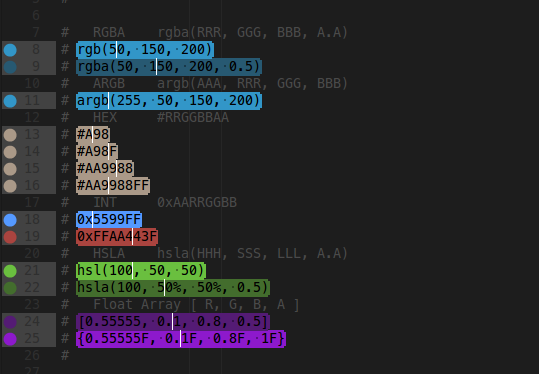 6
7 #   RGBA    rgba(RRR, GGG, BBB, A.A)
8 # rgb(50, 150, 200)
9 # rgba(50, 150, 200, 0.5)
10 #   ARGB    argb(AAA, RRR, GGG, BBB)
11 # argb(255, 50, 150, 200)
12 #   HEX     #RRGGBBAA
13 # #A98
14 # #A98F
15 # #AA9988
16 # #AA9988FF
17 #   INT     0xAARRGGBB
18 # 0x5599FF
19 # 0xFFAA443F
20 #   HSLA    hsla(HHH, SSS, LLL, A.A)
21 # hsl(100, 50, 50)
22 # hsla(100, 50%, 50%, 0.5)
23 #   Float Array [ R, G, B, A ]
24 # [0.55555, 0.1, 0.8, 0.5]
25 # {0.55555F, 0.1F, 0.8F, 1F}
26 #